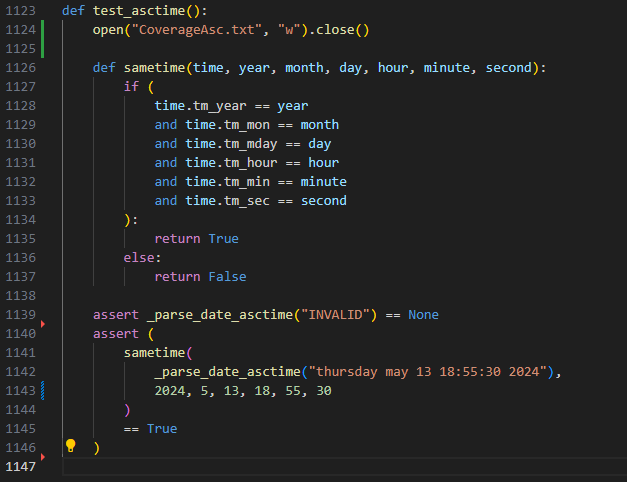 1123 def test_asctime():
1124     open("CoverageAsc.txt", "w").close()
1125
1126     def sametime(time, year, month, day, hour, minute, second):
1127         if (
1128             time.tm_year == year
1129             and time.tm_mon == month
1130             and time.tm_mday == day
1131             and time.tm_hour == hour
1132             and time.tm_min == minute
1133             and time.tm_sec == second
1134         ):
1135             return True
1136         else:
1137             return False
1138
1139     assert _parse_date_asctime("INVALID") == None
1140     assert (
1141         sametime(
1142             _parse_date_asctime("thursday may 13 18:55:30 2024"),
1143             2024, 5, 13, 18, 55, 30
1144         )
1145         == True
1146     )
1147